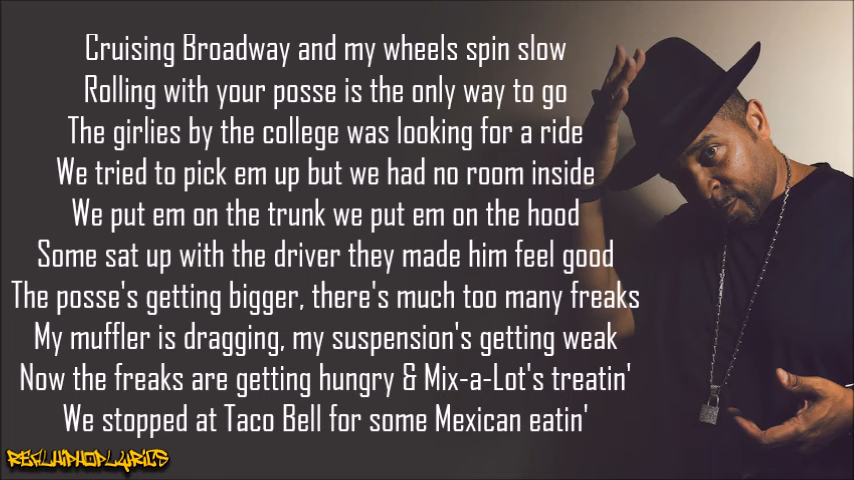 Cruising Broadway and my wheels spin slow
Rolling with your posse is the only way to go
The girlies by the college was looking for a ride
We tried to pick em up but we had no room inside
We put em on the trunk we put em on the hood
Some sat up with the driver they made him feel good
The posse's getting bigger, there's much too many freaks
My muffler is dragging, my suspension's getting weak
Now the freaks are getting hungry & Mix-a-Lot's treatin'
We stopped at Taco Bell for some Mexican eatin'
REALHIPHOPLYRICS